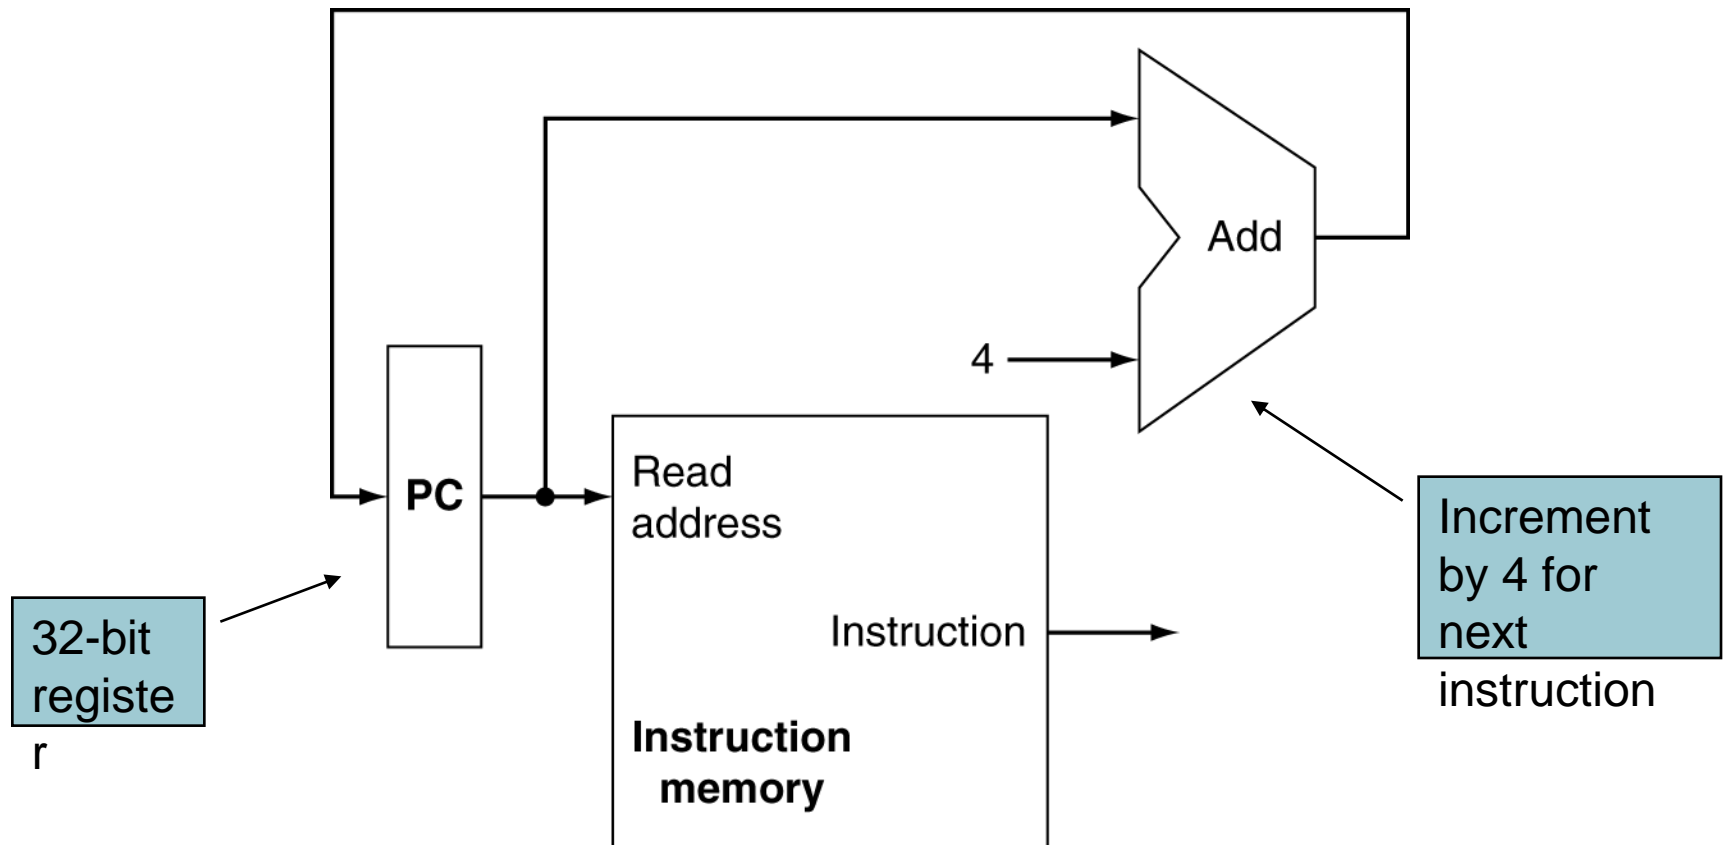 Add
4
PC
Read
address
Instruction
Instruction
memory
32-bit
registe
r
Increment
by 4 for
next
instruction